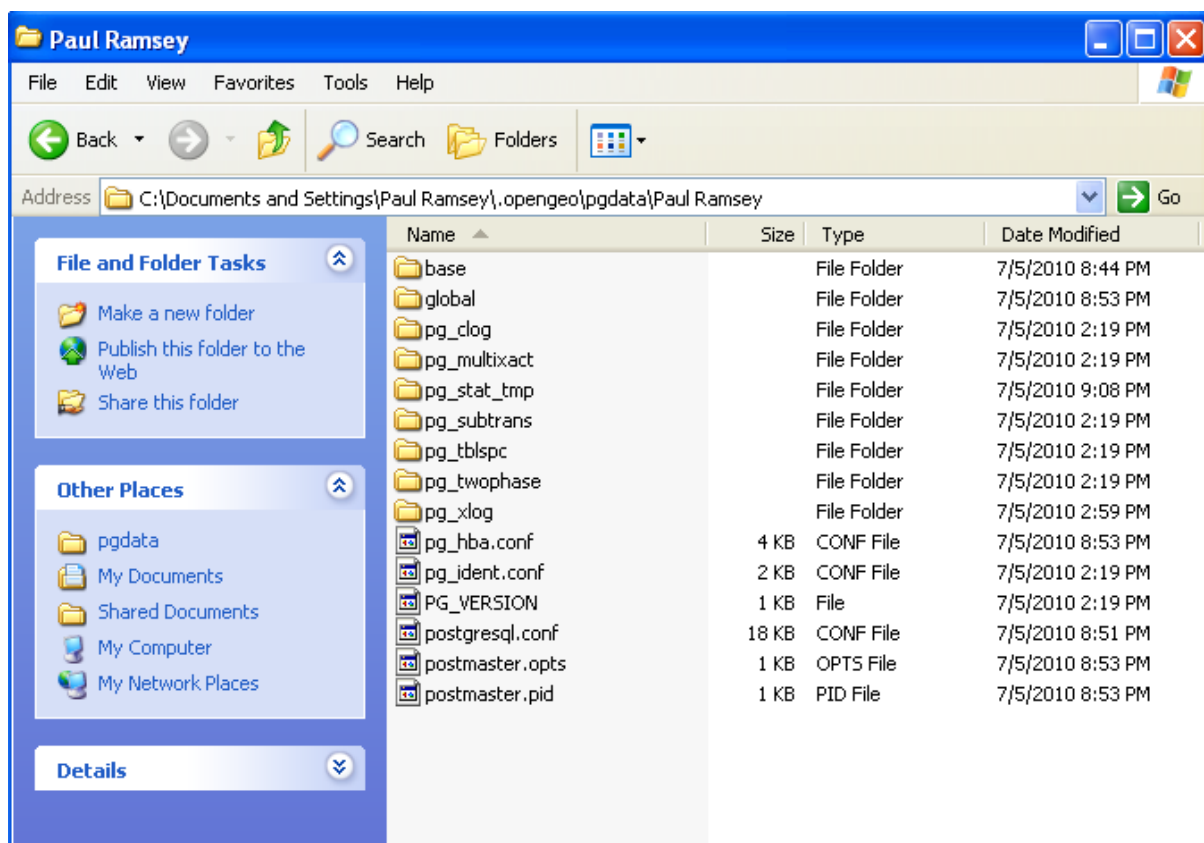 Paul Ramsey
File Edit View Favorites Tools Help
Back Search Folders
Address C:\Documents and Settings\Paul Ramsey\.opengeo\pgdata\Paul Ramsey Go
File and Folder Tasks
Make a new folder
Publish this folder to the
Web
Share this folder
Other Places
pgdata
My Documents
Shared Documents
My Computer
My Network Places
Details
Name Size Type Date Modified
base File Folder 7/5/2010 8:44 PM
global File Folder 7/5/2010 8:53 PM
pg_clog File Folder 7/5/2010 2:19 PM
pg_multixact File Folder 7/5/2010 2:19 PM
pg_stat_tmp File Folder 7/5/2010 9:08 PM
pg_subtrans File Folder 7/5/2010 2:19 PM
pg_tblspc File Folder 7/5/2010 2:19 PM
pg_twophase File Folder 7/5/2010 2:19 PM
pg_xlog File Folder 7/5/2010 2:59 PM
pg_hba.conf 4 KB CONF File 7/5/2010 8:53 PM
pg_ident.conf 2 KB CONF File 7/5/2010 2:19 PM
PG_VERSION 1 KB File 7/5/2010 2:19 PM
postgresql.conf 18 KB CONF File 7/5/2010 8:51 PM
postmaster.opts 1 KB OPTS File 7/5/2010 8:53 PM
postmaster.pid 1 KB PID File 7/5/2010 8:53 PM